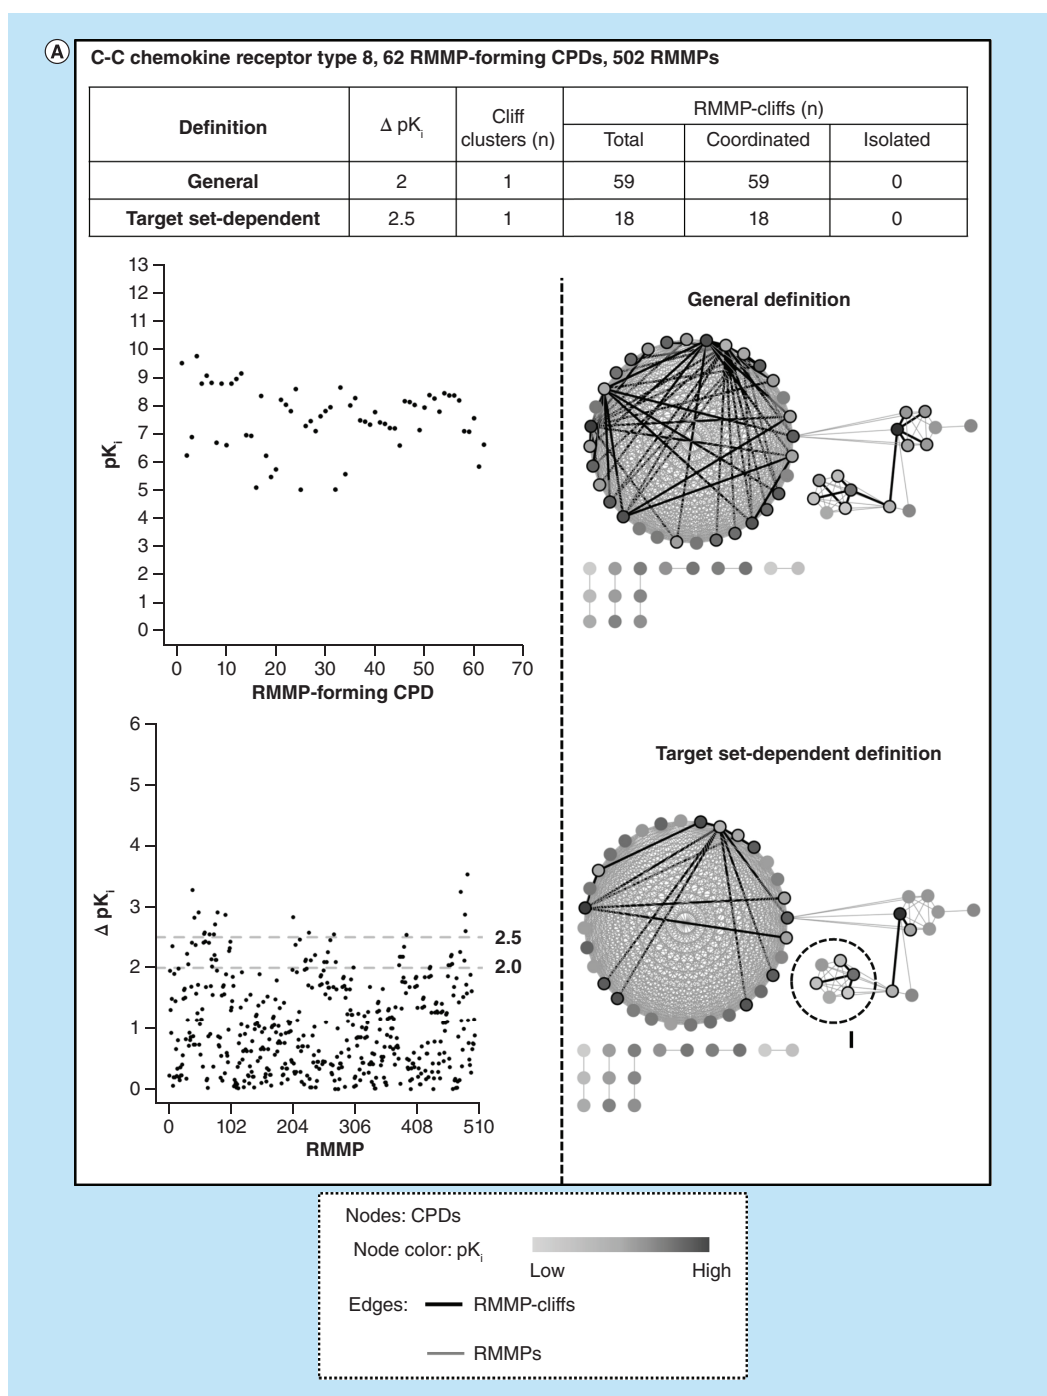 A
C-C chemokine receptor type 8, 62 RMMP-forming CPDs, 502 RMMPs
Definition
Δ pKi
Cliff
clusters (n)
RMMP-cliffs (n)
Total
Coordinated
Isolated
General
2
1
59
59
0
Target set-dependent
2.5
1
18
18
0
13
12
11
10
9
8
7
6
5
4
3
2
1
0
pKi
0
10
20
30
40
50
60
70
RMMP-forming CPD
General definition
6
5
4
3
2
1
0
Δ pKi
2.5
2.0
0
102
204
306
408
510
RMMP
Target set-dependent definition
I
Nodes: CPDs
Node color: pKi
Low
High
Edges:
RMMP-cliffs
RMMPs